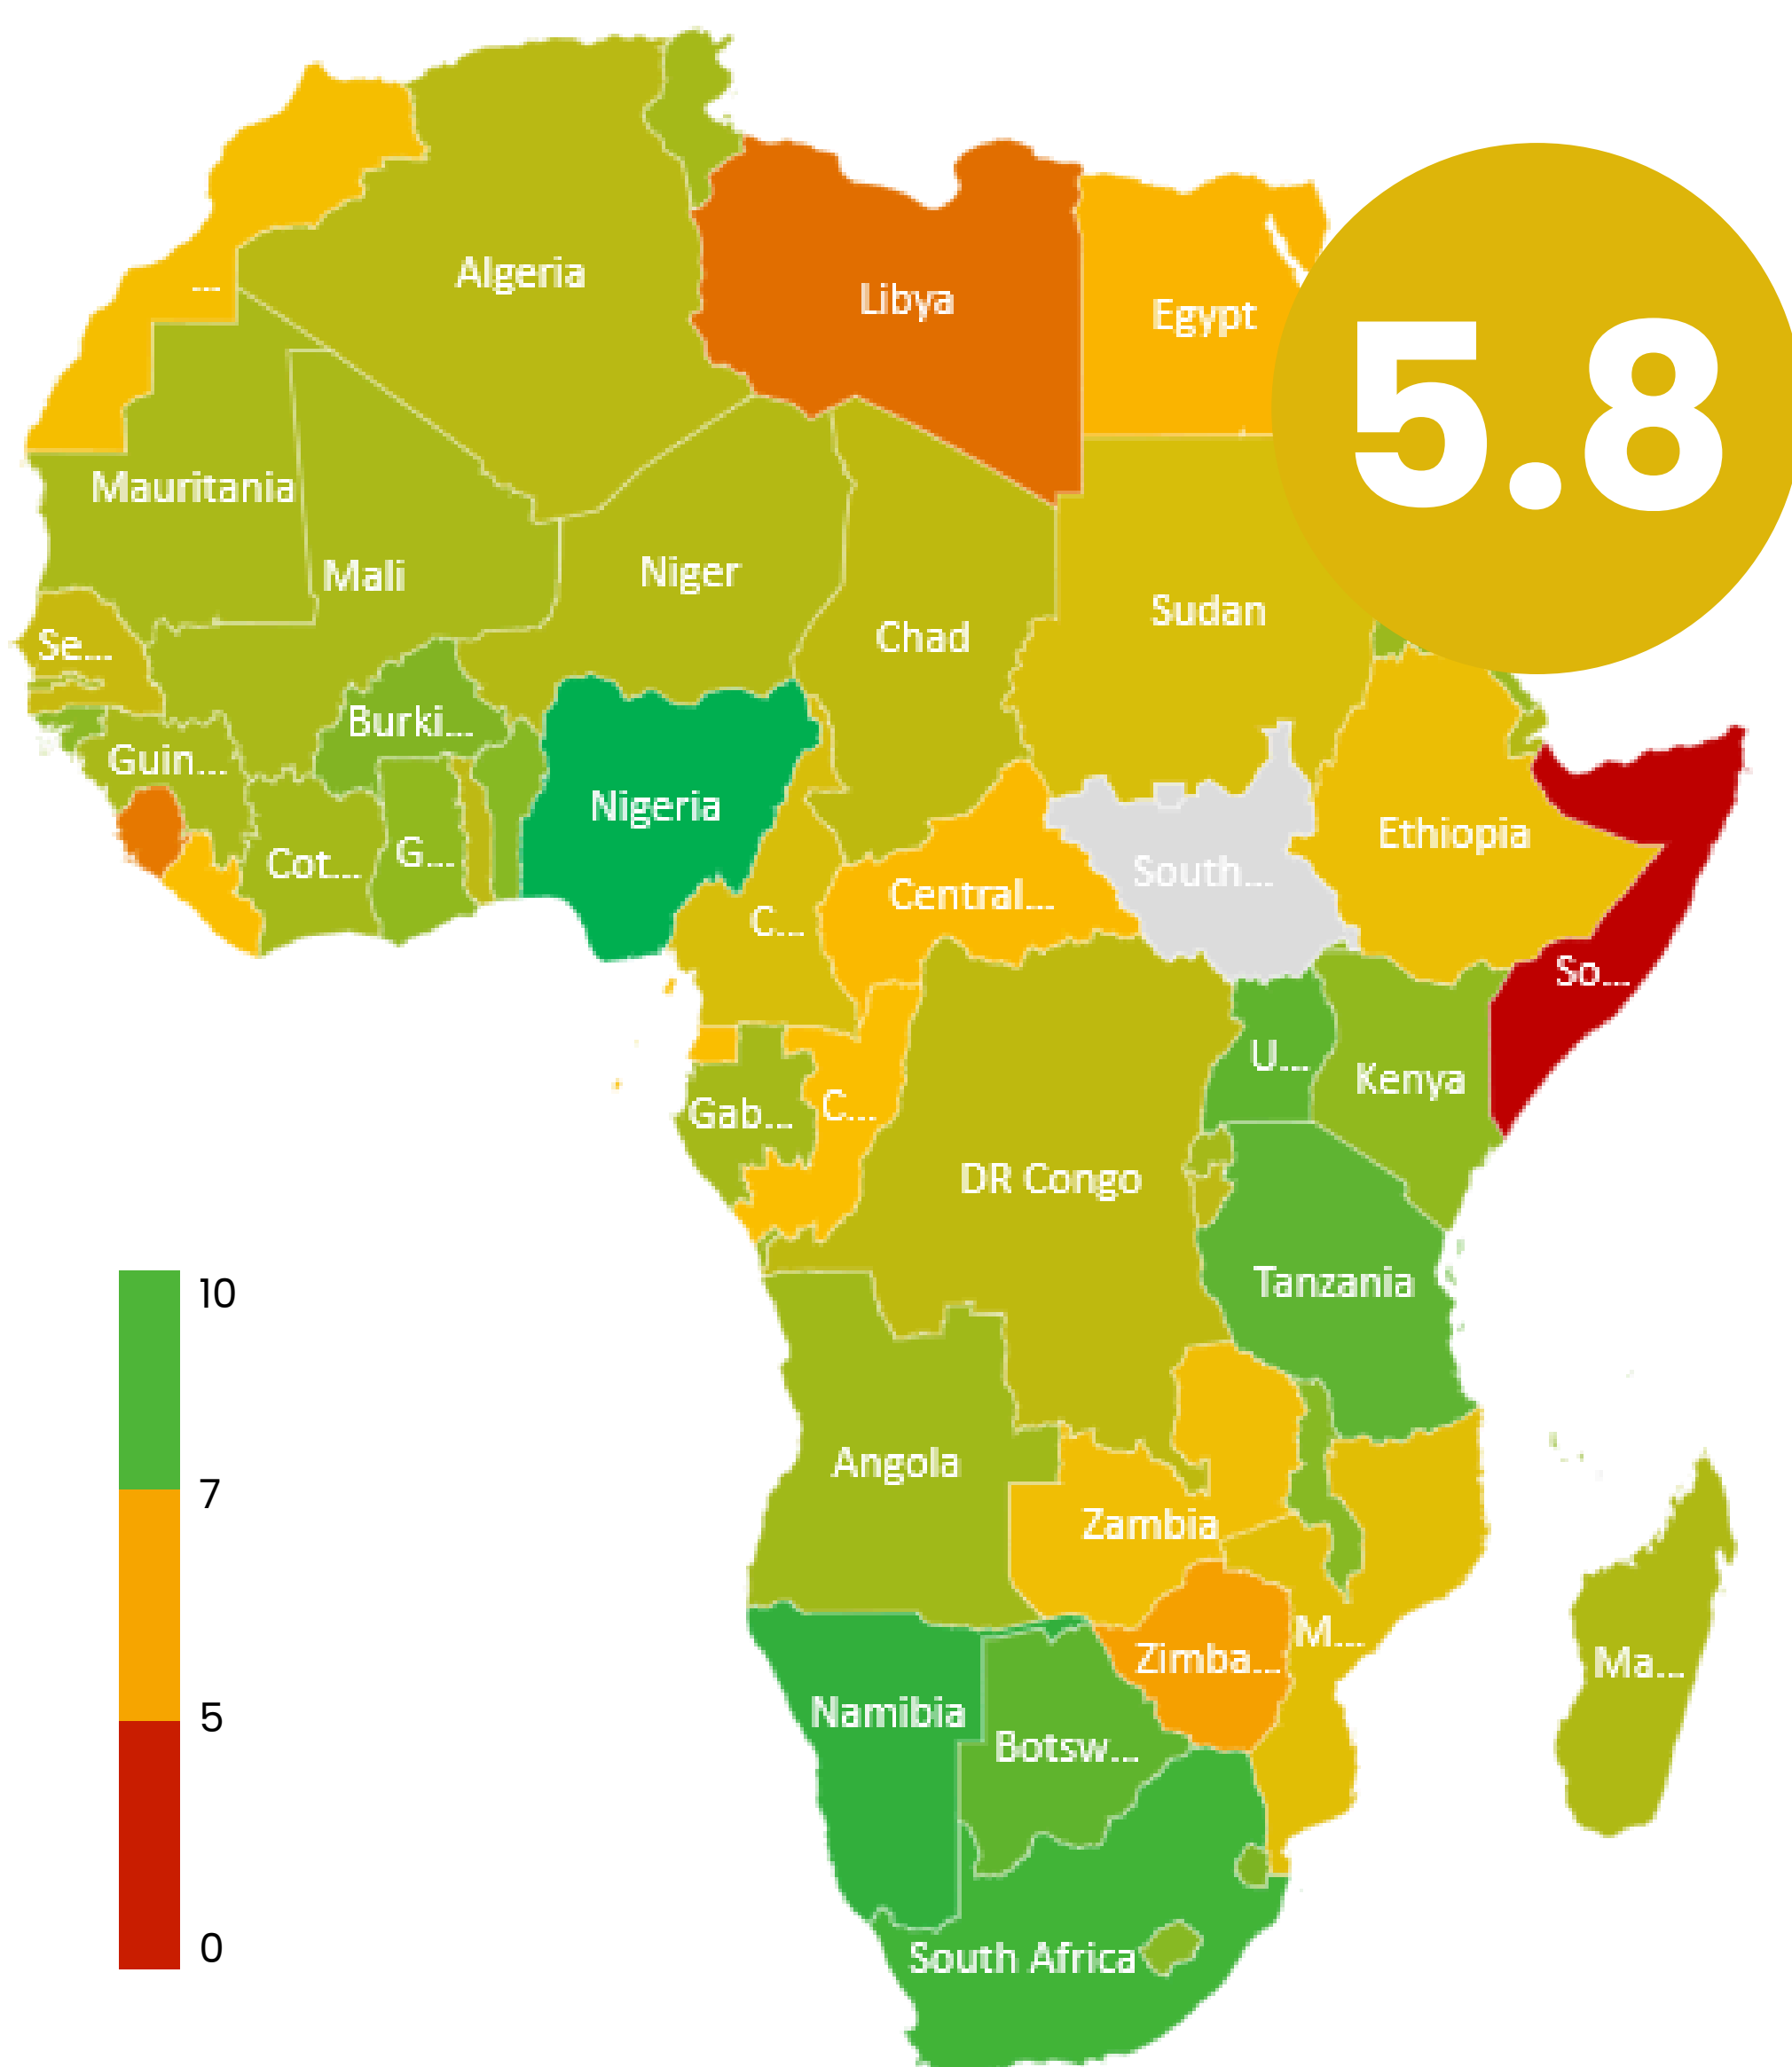 Algeria
Libya
Egypt
...
5.8
Mauritania
Mali
Niger
Chad
Sudan
Se...
Burki...
Guin...
Nigeria
Cot...
G...
C...
Central...
South...
Ethiopia
So...
U...
Kenya
Gab...
C...
DR Congo
Tanzania
10
7
5
0
Angola
Zambia
Zimba...
M...
Ma...
Namibia
Botsw...
South Africa